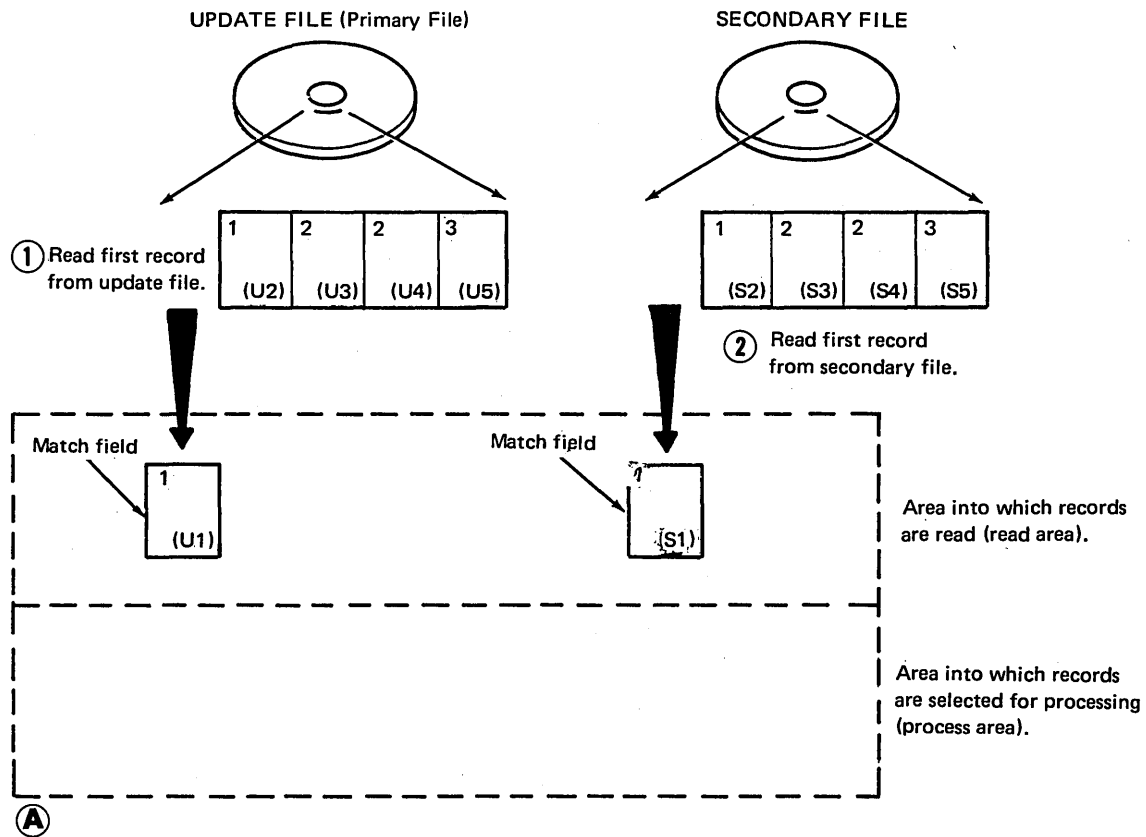 UPDATE FILE (Primary File)
SECONDARY FILE
1 2 2 3
(U2) (U3) (U4) (U5)
1 2 2 3
(S2) (S3) (S4) (S5)
1 Read first record
from update file.
2 Read first record
from secondary file.
Match field
1
(U1)
Match field
1
(S1)
Area into which records
are read (read area).
Area into which records
are selected for processing
(process area).
A